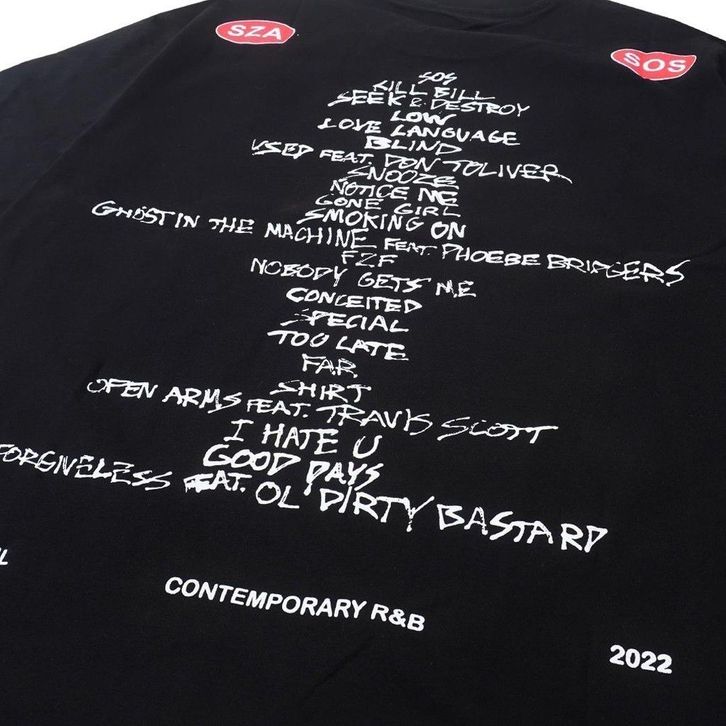 SZA
SOS
SOS
KILL BILL
SEEK & DESTROY
LOW
LOVE LANGUAGE
BLIND
USED FEAT. DON TOLIVER
SNOOZE
NOTICE ME
GONE GIRL
SMOKING ON
GHOST IN THE MACHINE FEAT. PHOEBE BRIDGERS
F2F
NOBODY GETS ME
CONCEITED
SPECIAL
TOO LATE
FAR
SHIRT
OPEN ARMS FEAT. TRAVIS SCOTT
I HATE U
GOOD DAYS
FORGIVELESS FEAT. OL DIRTY BASTARD
CONTEMPORARY R&B
2022